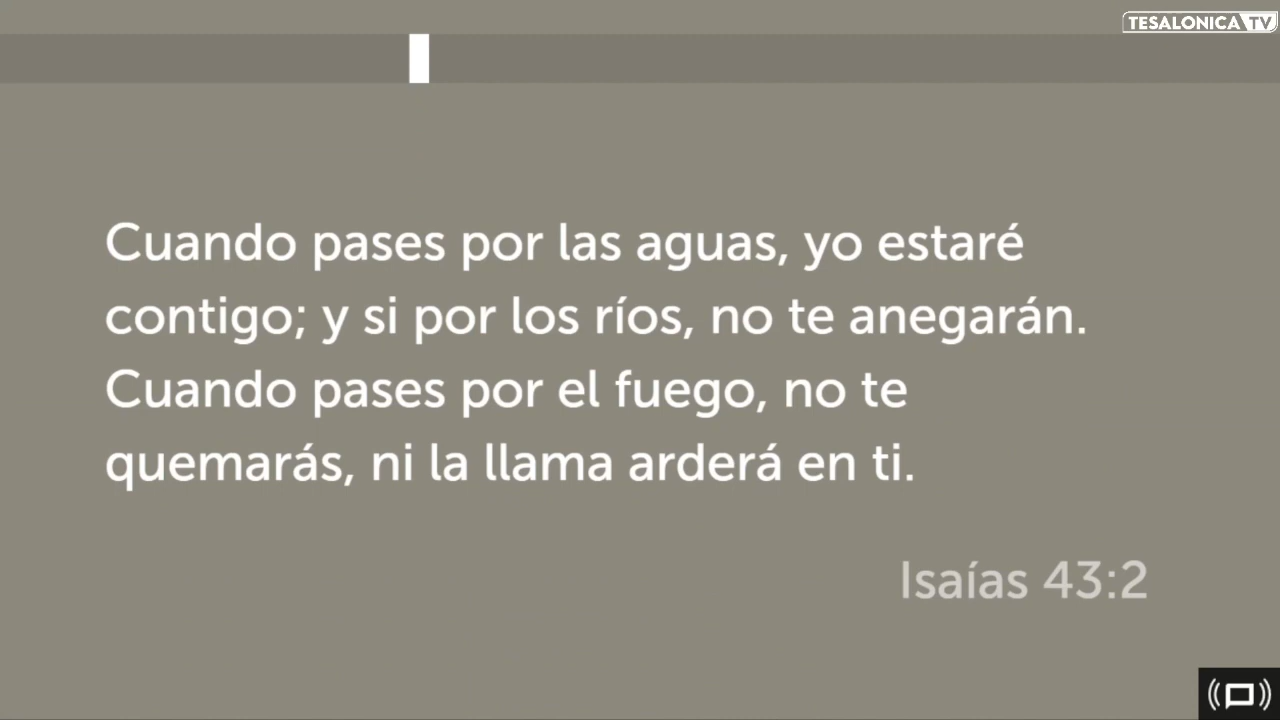 TESALONICA TV
Cuando pases por las aguas, yo estaré
contigo; y si por los ríos, no te anegarán.
Cuando pases por el fuego, no te
quemarás, ni la llama arderá en ti.
Isaías 43:2